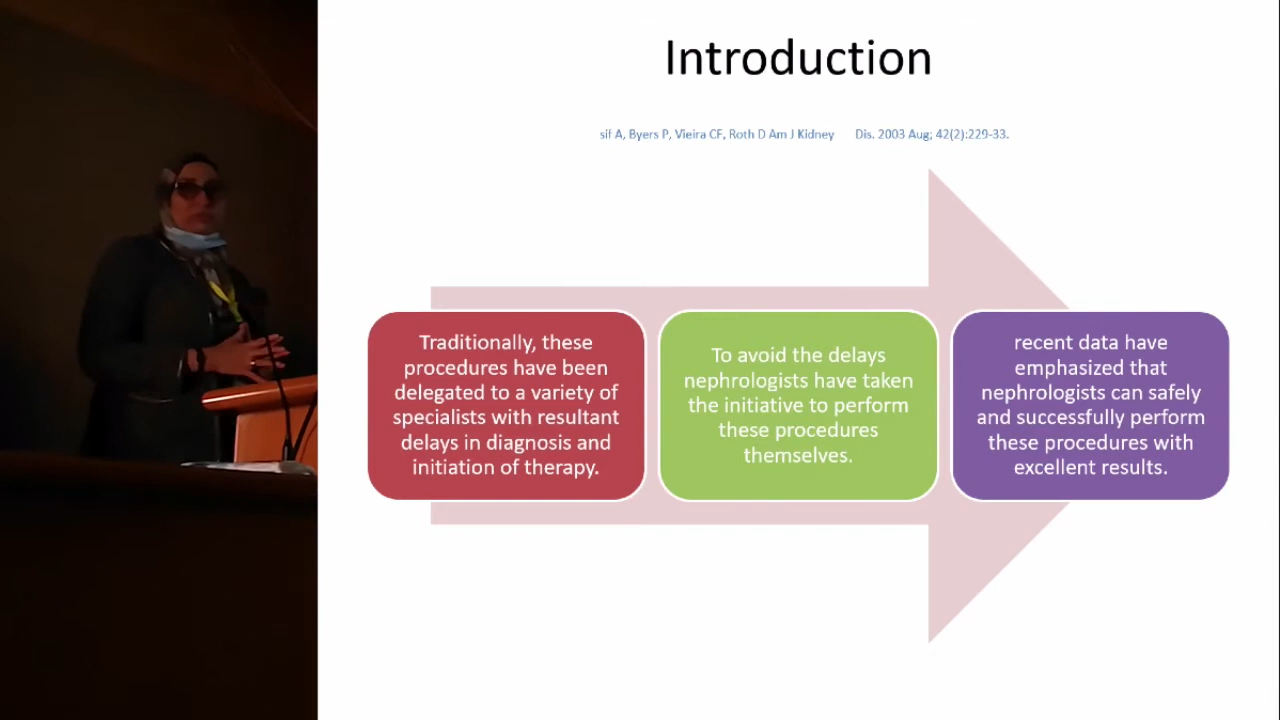 Introduction
sif A, Byers P, Vieira CF, Roth D Am J Kidney Dis. 2003 Aug; 42(2):229-33.
Traditionally, these
procedures have been
delegated to a variety of
specialists with resultant
delays in diagnosis and
initiation of therapy.
To avoid the delays
nephrologists have taken
the initiative to perform
these procedures
themselves.
recent data have
emphasized that
nephrologists can safely
and successfully perform
these procedures with
excellent results.